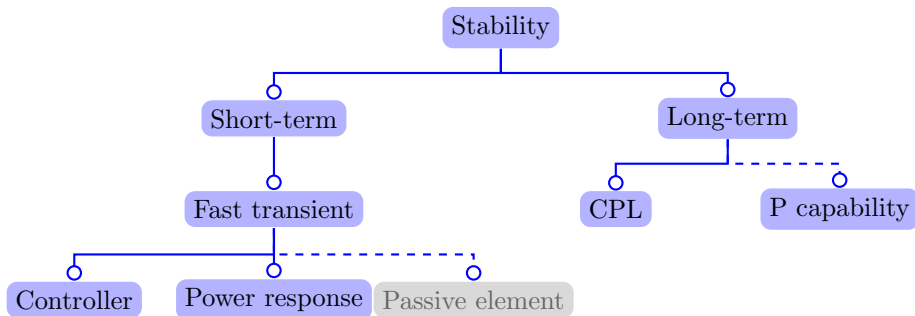 Stability
Short-term
Long-term
Fast transient
CPL
P capability
Controller
Power response
Passive element